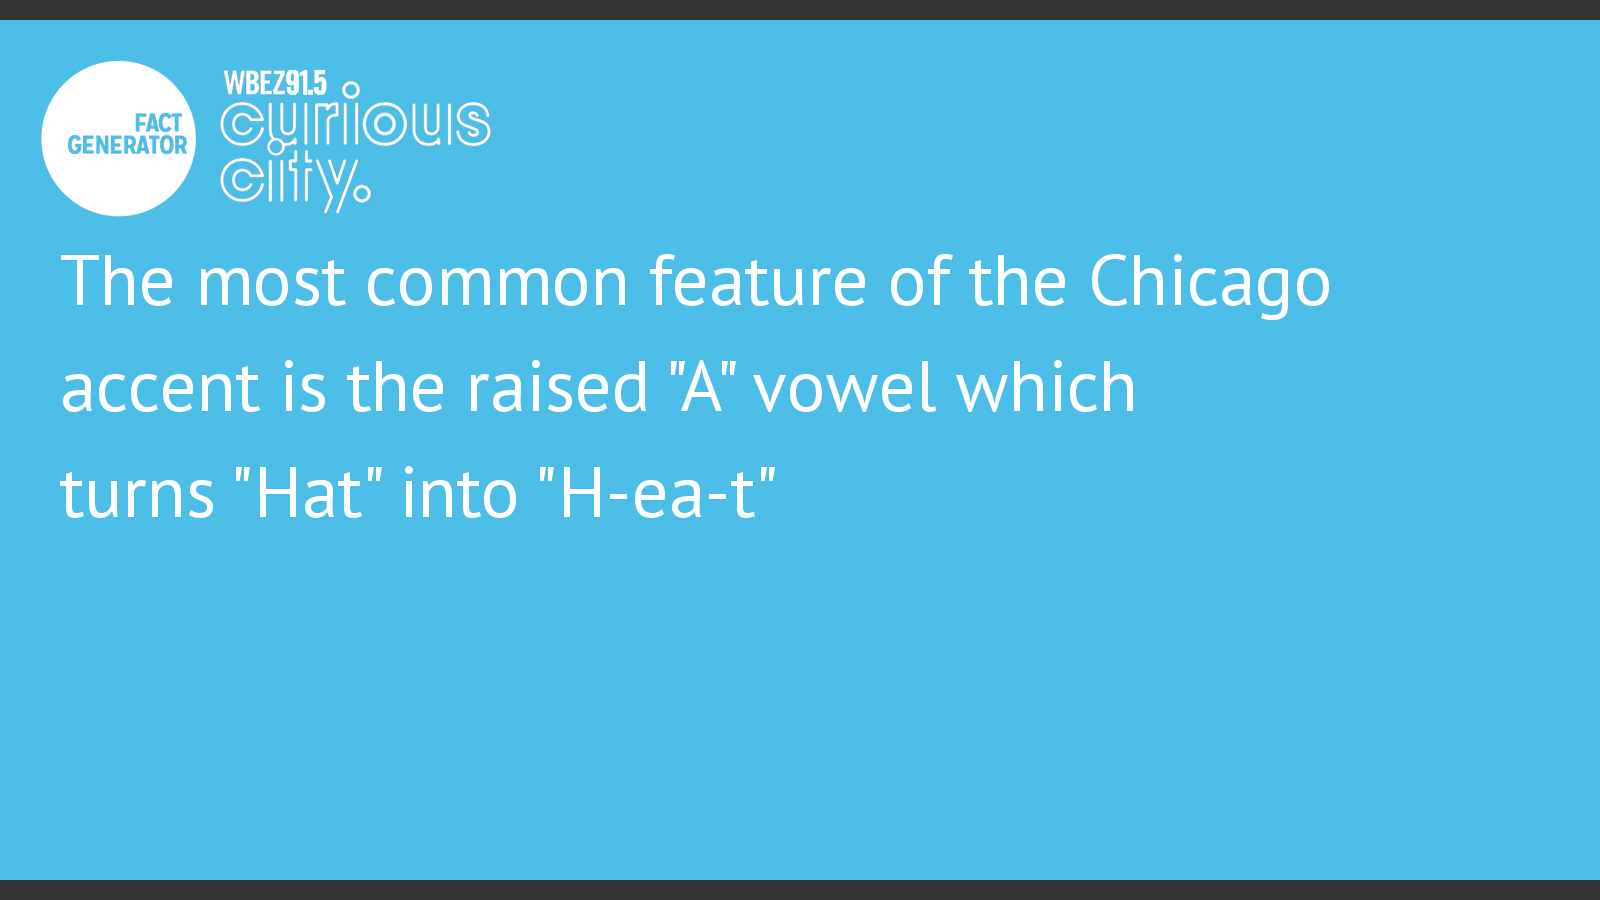 FACT
GENERATOR
WBEZ91.5
curious
city.
The most common feature of the Chicago
accent is the raised "A" vowel which
turns "Hat" into "H-ea-t"